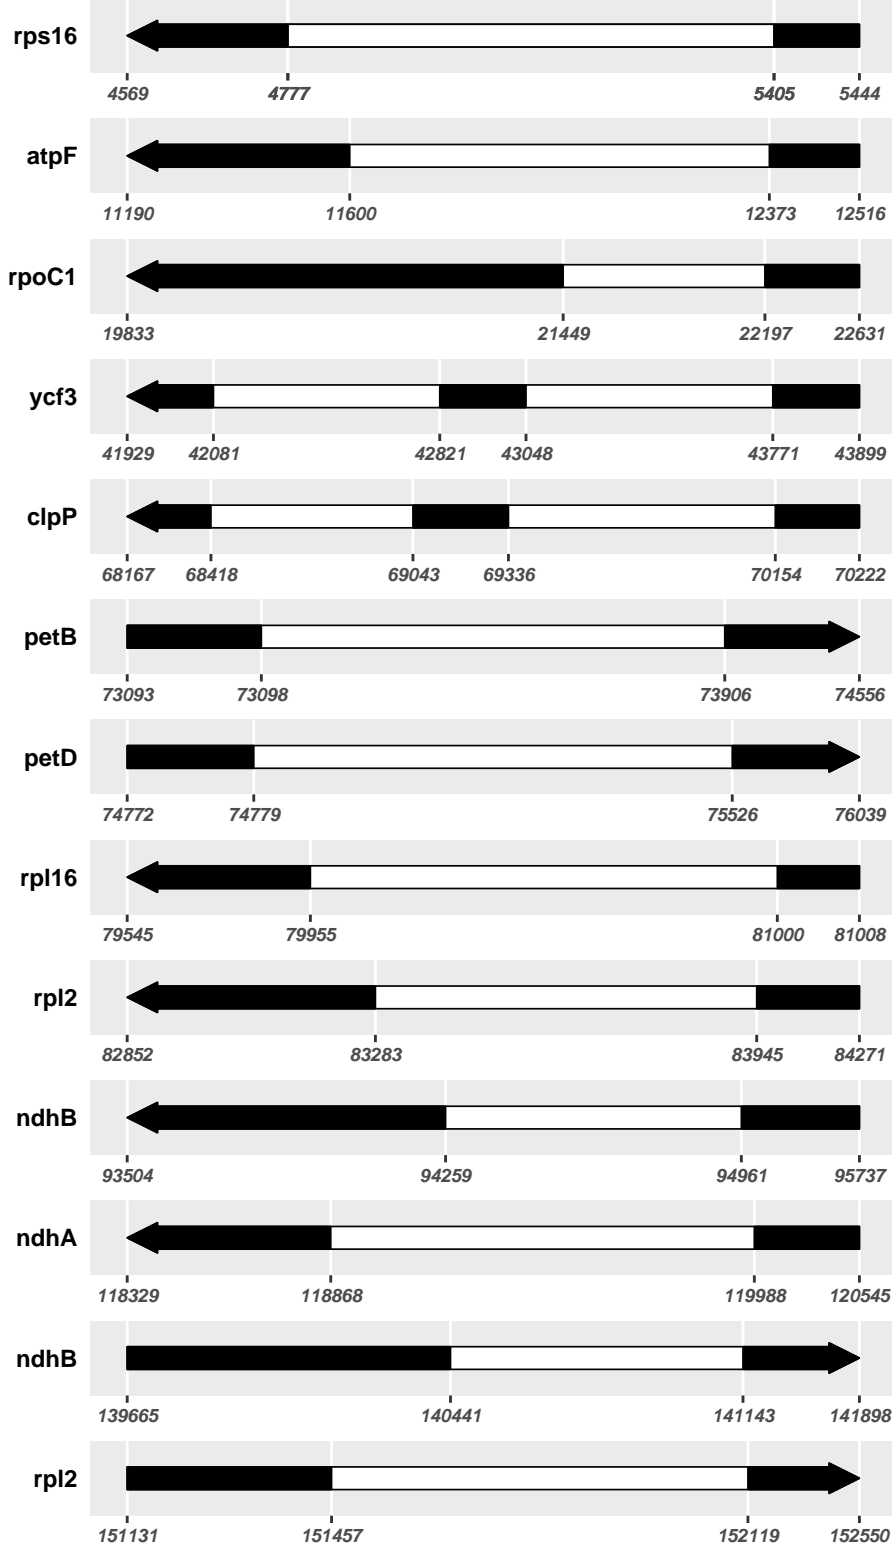 rps16
4569 4777 5405 5444
atpF
11190 11600 12373 12516
rpoC1
19833 21449 22197 22631
ycf3
41929 42081 42821 43048 43771 43899
clpP
68167 68418 69043 69336 70154 70222
petB
73093 73098 73906 74556
petD
74772 74779 75526 76039
rpl16
79545 79955 81000 81008
rpl2
82852 83283 83945 84271
ndhB
93504 94259 94961 95737
ndhA
118329 118868 119988 120545
ndhB
139665 140441 141143 141898
rpl2
151131 151457 152119 152550